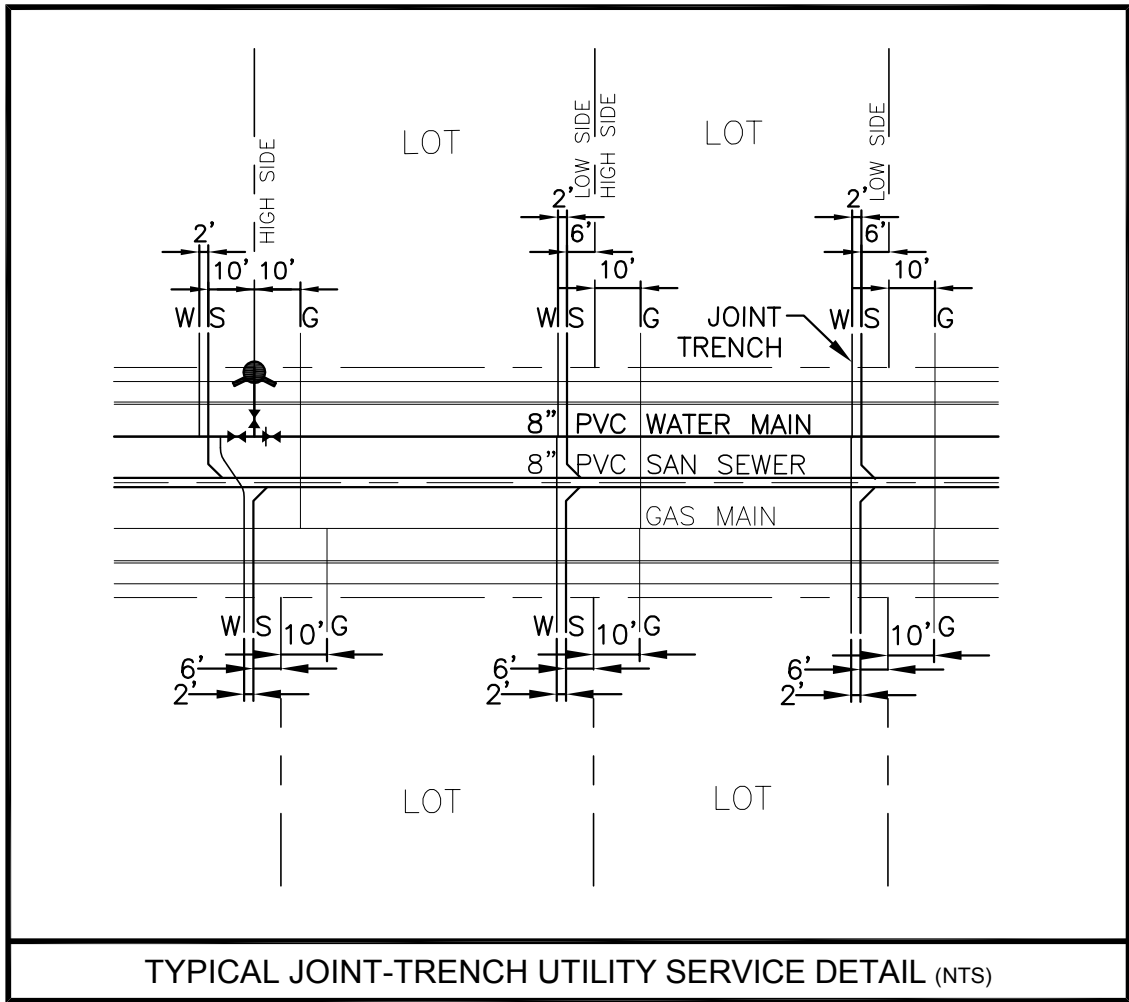 HIGH SIDE
LOT
LOW SIDE
HIGH SIDE
LOT
LOW SIDE
2'
2'
2'
6'
6'
10' 10'
10'
10'
W S G
W S G
W S G
JOINT
TRENCH
8" PVC WATER MAIN
8" PVC SAN SEWER
GAS MAIN
W S 10' G
W S 10' G
10' G
6'
6'
6'
2'
2'
2'
LOT
LOT
TYPICAL JOINT-TRENCH UTILITY SERVICE DETAIL (NTS)